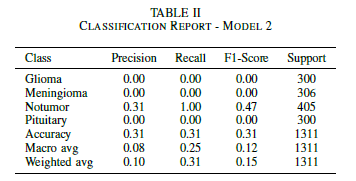 TABLE II
CLASSIFICATION REPORT - MODEL 2
Class Precision Recall F1-Score Support
Glioma 0.00 0.00 0.00 300
Meningioma 0.00 0.00 0.00 306
Notumor 0.31 1.00 0.47 405
Pituitary 0.00 0.00 0.00 300
Accuracy 0.31 0.31 0.31 1311
Macro avg 0.08 0.25 0.12 1311
Weighted avg 0.10 0.31 0.15 1311